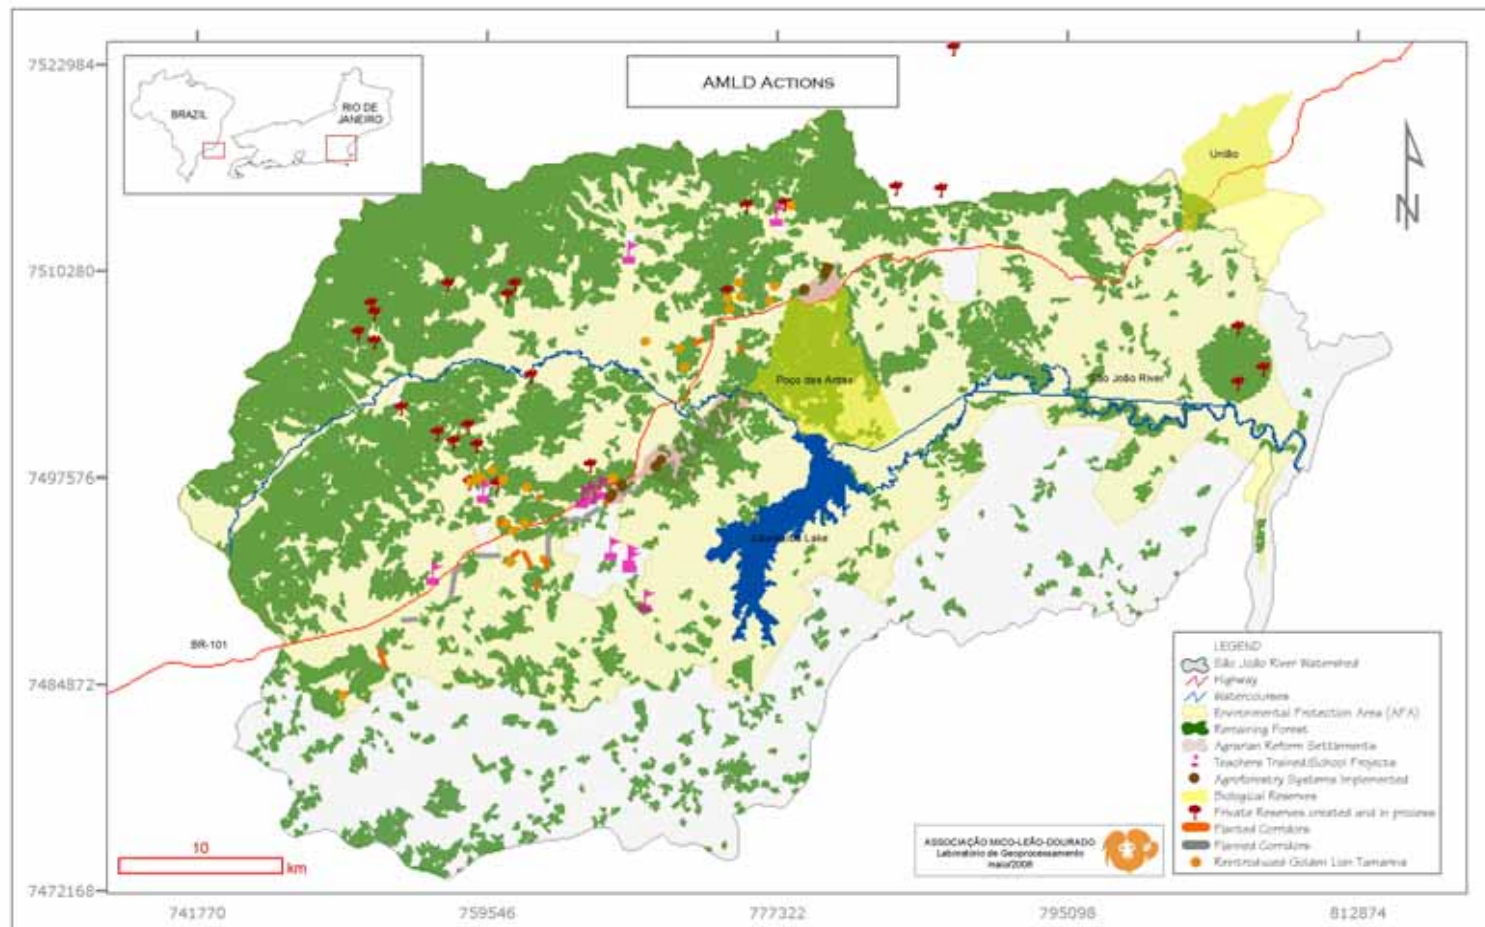 AMLD ACTIONS
BRAZIL
RIO DE
JANEIRO
7522984
7510280
7497576
7484872
7472168
741770
759546
777322
795098
812874
União
N
Poço das Antas
São João River
Lake
BR-101
10
km
LEGEND
São João River Watershed
Highway
Watercourses
Environmental Protection Area (APA)
Remaining Forest
Agrarian Reform Settlements
Teachers Trained/School Projects
Agroforestry Systems Implemented
Biological Reserves
Private Reserves created and in process
Planted Corridors
Planned Corridors
Reintroduced Golden Lion Tamarins
ASSOCIAÇÃO MICO-LEÃO-DOURADO
Laboratório de Geoprocessamento
maio/2008